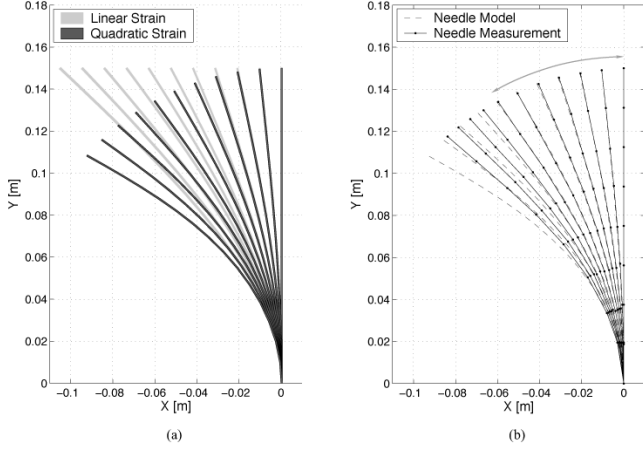 0.18
0.16
0.14
0.12
0.1
0.08
0.06
0.04
0.02
0
Y [m]
Linear Strain
Quadratic Strain
−0.1 −0.08 −0.06 −0.04 −0.02 0
X [m]
(a)
0.18
0.16
0.14
0.12
0.1
0.08
0.06
0.04
0.02
0
Y [m]
Needle Model
Needle Measurement
−0.1 −0.08 −0.06 −0.04 −0.02 0
X [m]
(b)